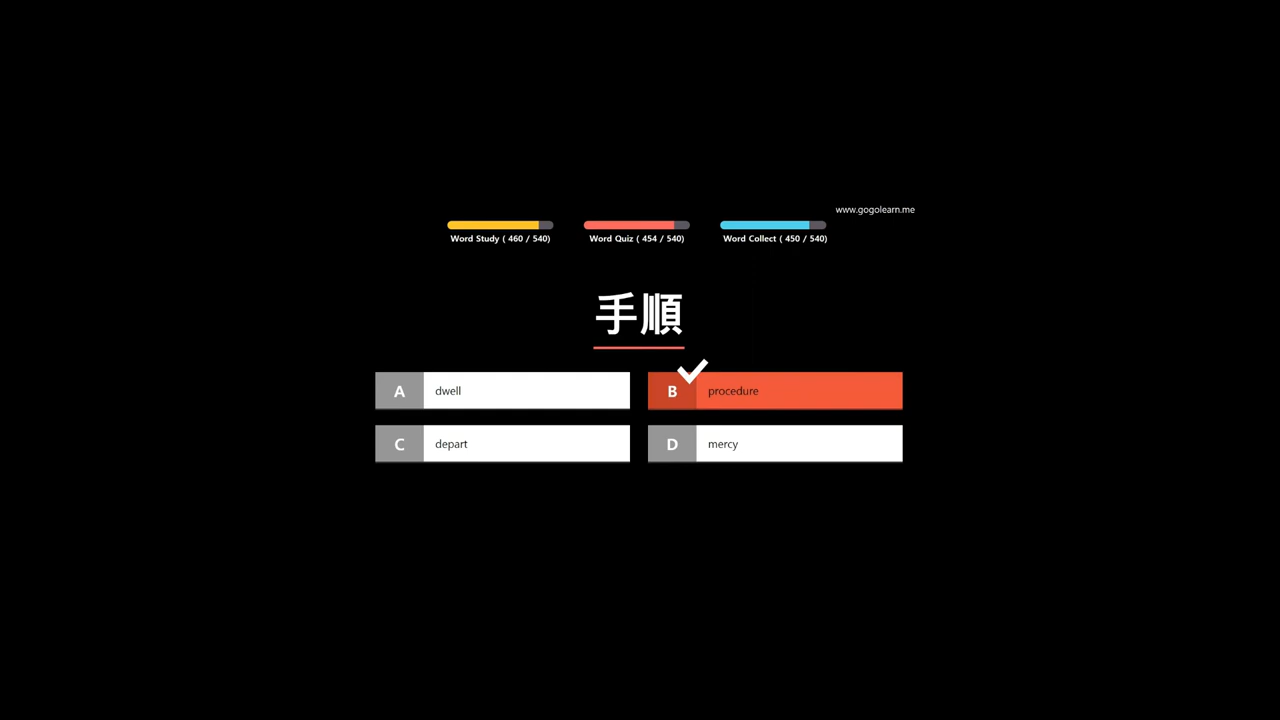 www.gogolearn.me
Word Study ( 460 / 540)
Word Quiz ( 454 / 540)
Word Collect ( 450 / 540)
手順
A dwell
B procedure
C depart
D mercy